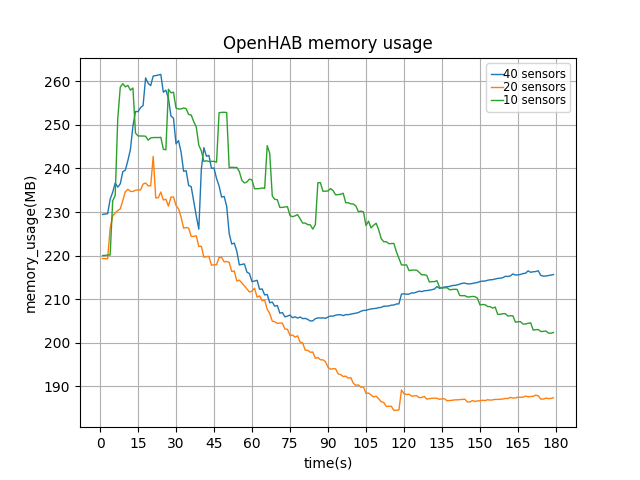 OpenHAB memory usage
40 sensors
20 sensors
10 sensors
memory_usage(MB)
260
250
240
230
220
210
200
190
0 15 30 45 60 75 90 105 120 135 150 165 180
time(s)